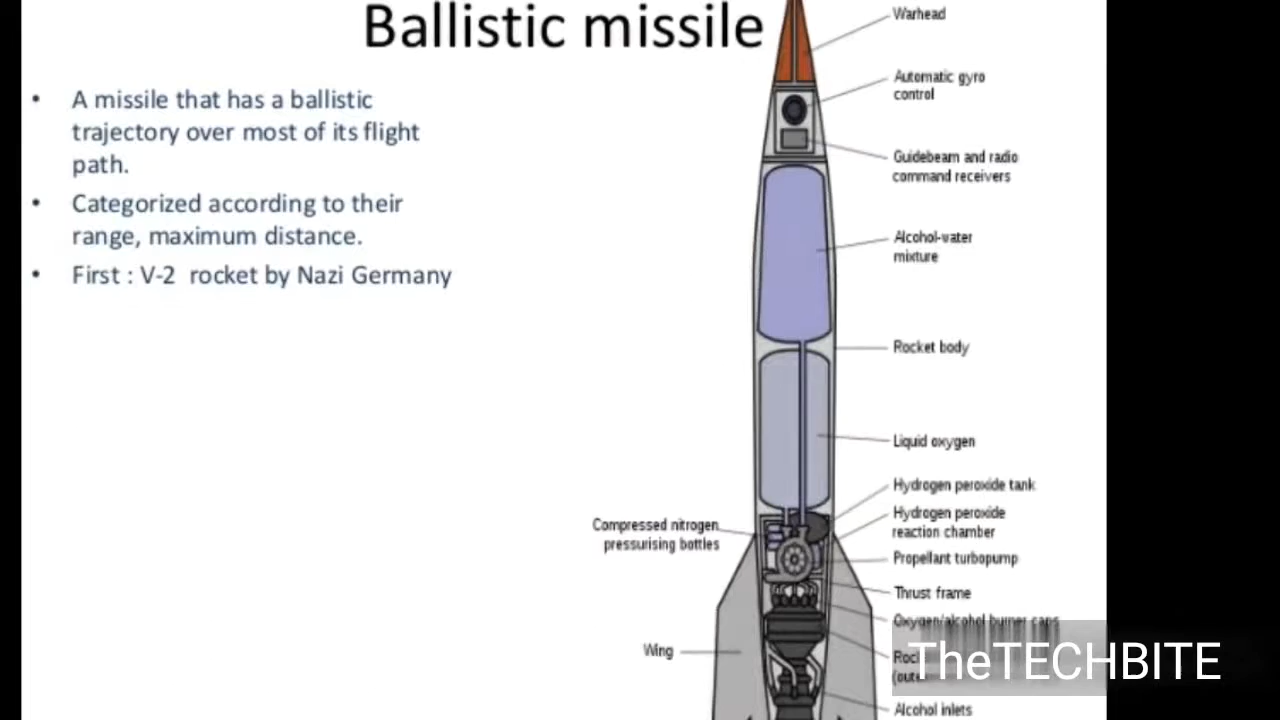 Ballistic missile
• A missile that has a ballistic
trajectory over most of its flight
path.
• Categorized according to their
range, maximum distance.
• First : V-2 rocket by Nazi Germany
Warhead
Automatic gyro
control
Guidebeam and radio
command receivers
Alcohol-water
mixture
Rocket body
Liquid oxygen
Hydrogen peroxide tank
Compressed nitrogen
pressurising bottles
Hydrogen peroxide
reaction chamber
Propellant turbopump
Thrust frame
Oxygen/alcohol burner caps
Wing
TheTECHBITE
Alcohol inlets